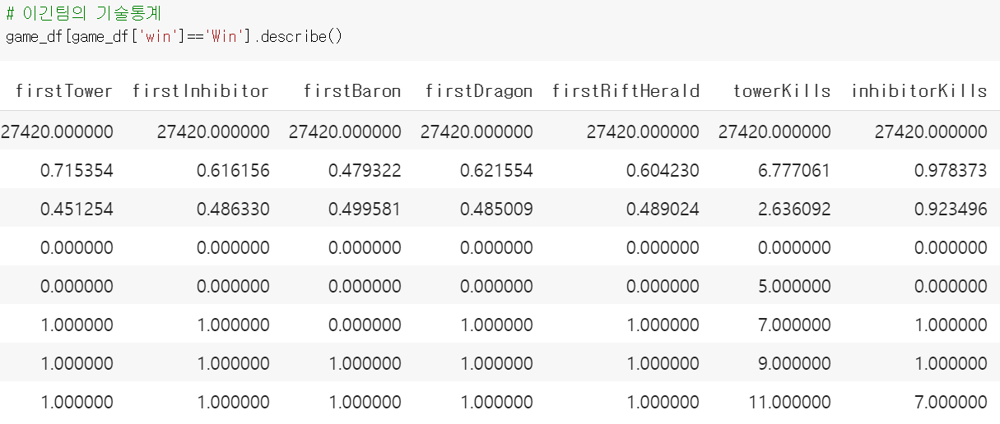 # 이긴팀의 기술통계
game_df[game_df['win']=='Win'].describe()
firstTower firstInhibitor firstBaron firstDragon firstRiftHerald towerKills inhibitorKills
27420.000000 27420.000000 27420.000000 27420.000000 27420.000000 27420.000000 27420.000000
0.715354 0.616156 0.479322 0.621554 0.604230 6.777061 0.978373
0.451254 0.486330 0.499581 0.485009 0.489024 2.636092 0.923496
0.000000 0.000000 0.000000 0.000000 0.000000 0.000000 0.000000
0.000000 0.000000 0.000000 0.000000 0.000000 5.000000 0.000000
1.000000 1.000000 0.000000 1.000000 1.000000 7.000000 1.000000
1.000000 1.000000 1.000000 1.000000 1.000000 9.000000 1.000000
1.000000 1.000000 1.000000 1.000000 1.000000 11.000000 7.000000